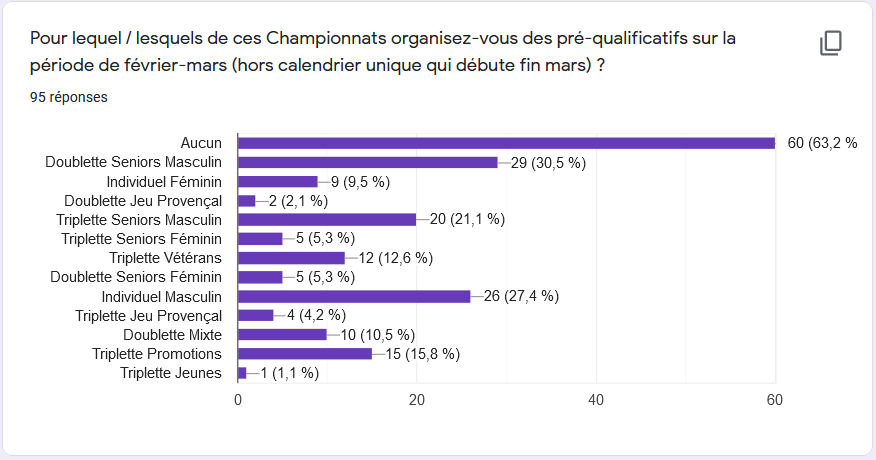 Pour lequel / lesquels de ces Championnats organisez-vous des pré-qualificatifs sur la
période de février-mars (hors calendrier unique qui débute fin mars) ?
95 réponses
Aucun 60 (63,2 %
Doublette Seniors Masculin 29 (30,5 %)
Individuel Féminin 9 (9,5 %)
Doublette Jeu Provençal 2 (2,1 %)
Triplette Seniors Masculin 20 (21,1 %)
Triplette Seniors Féminin 5 (5,3 %)
Triplette Vétérans 12 (12,6 %)
Doublette Seniors Féminin 5 (5,3 %)
Individuel Masculin 26 (27,4 %)
Triplette Jeu Provençal 4 (4,2 %)
Doublette Mixte 10 (10,5 %)
Triplette Promotions 15 (15,8 %)
Triplette Jeunes 1 (1,1 %)
0 20 40 60